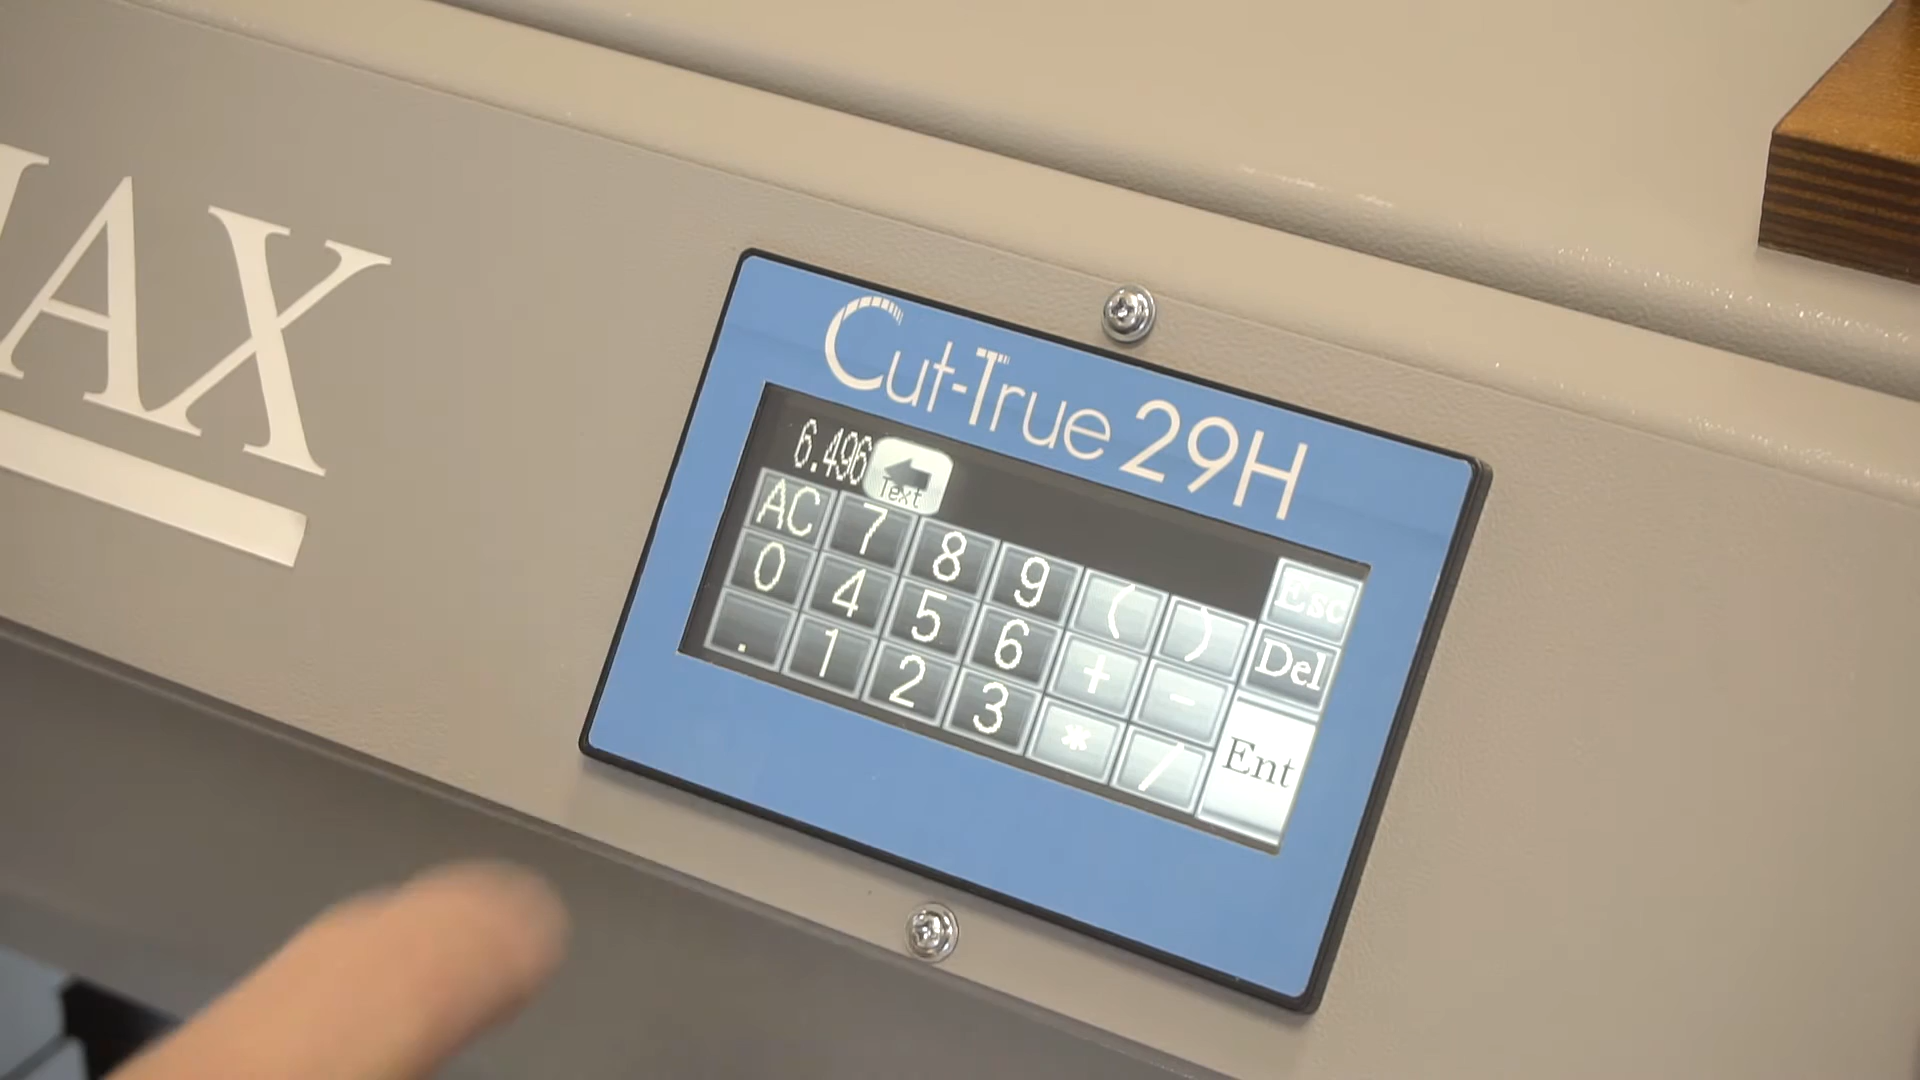 AX
Cut-True 29H
6.496
Text
AC 7 8 9 ( ) Esc
0 4 5 6 + - Del
. 1 2 3 * / Ent